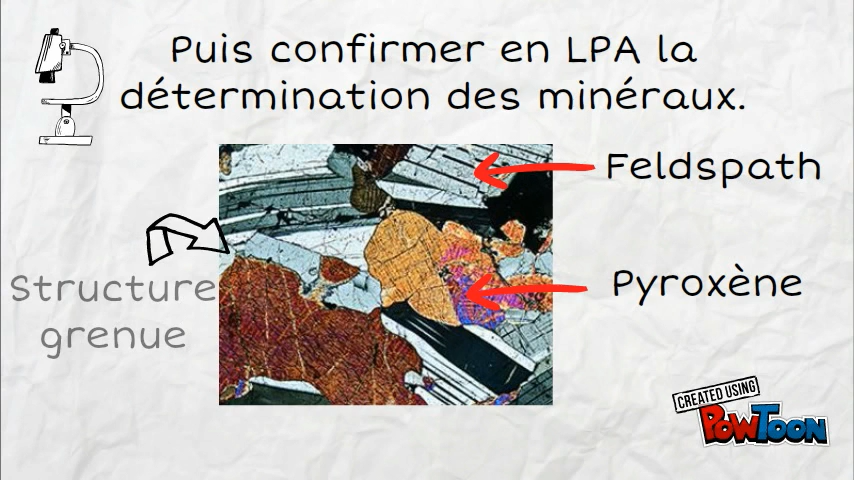 Puis confirmer en LPA la
détermination des minéraux.
Feldspath
Pyroxène
Structure
grenue
CREATED USING
POWTOON